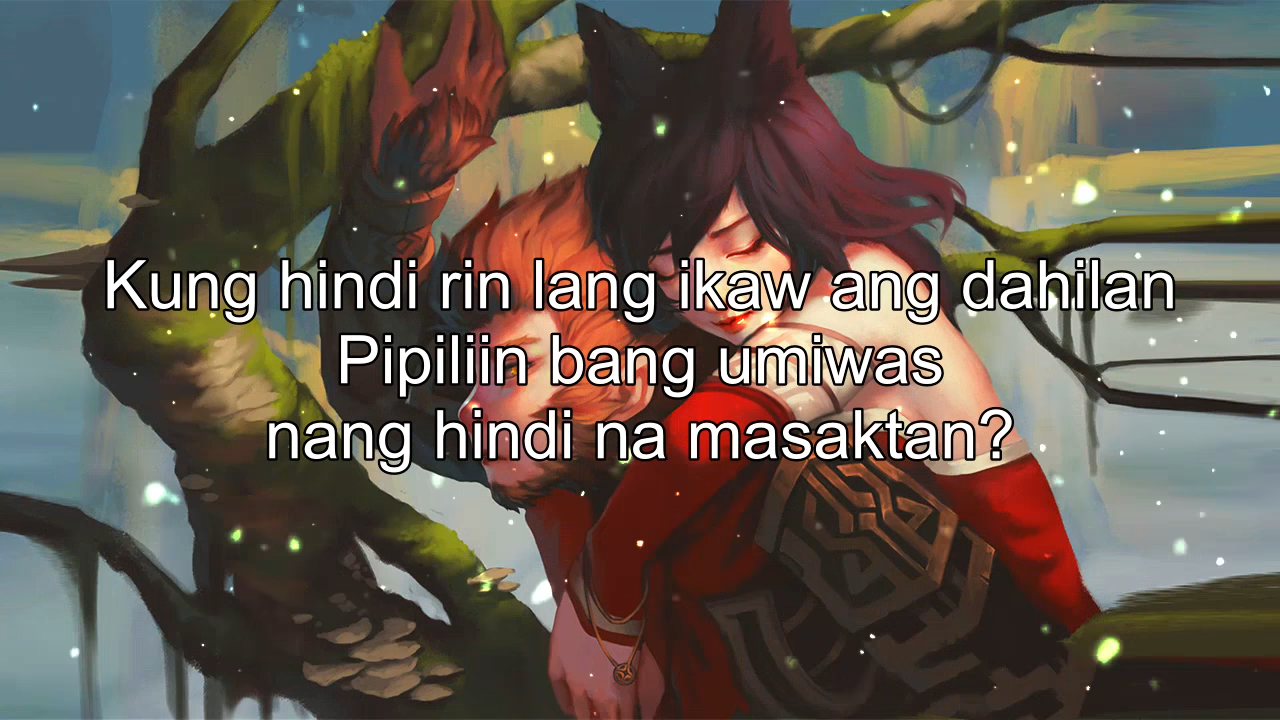 Kung hindi rin lang ikaw ang dahilan
Pipiliin bang umiwas
nang hindi na masaktan?